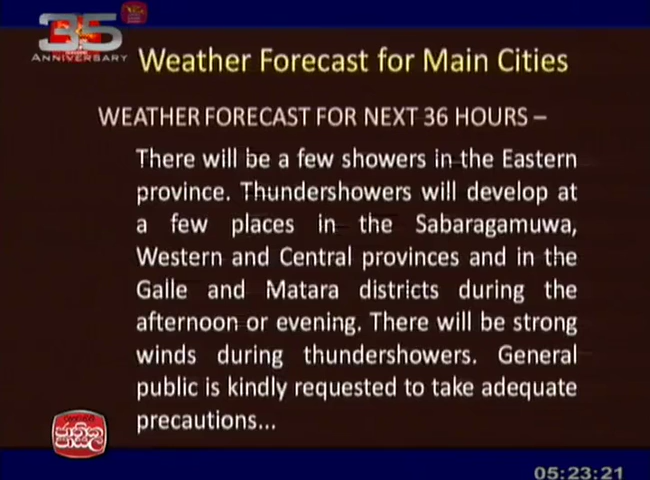 35
ANNIVERSARY
Weather Forecast for Main Cities
WEATHER FORECAST FOR NEXT 36 HOURS –
There will be a few showers in the Eastern
province. Thundershowers will develop at
a few places in the Sabaragamuwa,
Western and Central provinces and in the
Galle and Matara districts during the
afternoon or evening. There will be strong
winds during thundershowers. General
public is kindly requested to take adequate
precautions...
05:23:21